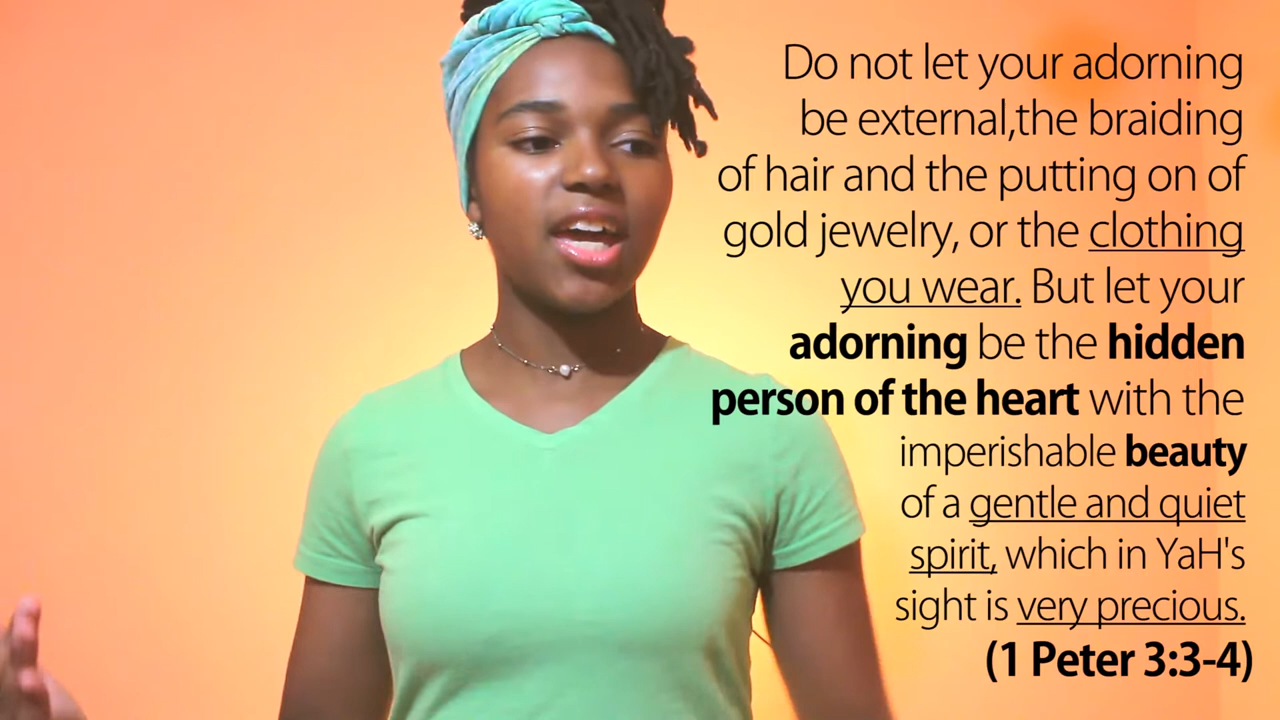 Do not let your adorning
be external,the braiding
of hair and the putting on of
gold jewelry, or the clothing
you wear. But let your
adorning be the hidden
person of the heart with the
imperishable beauty
of a gentle and quiet
spirit, which in YaH's
sight is very precious.
(1 Peter 3:3-4)